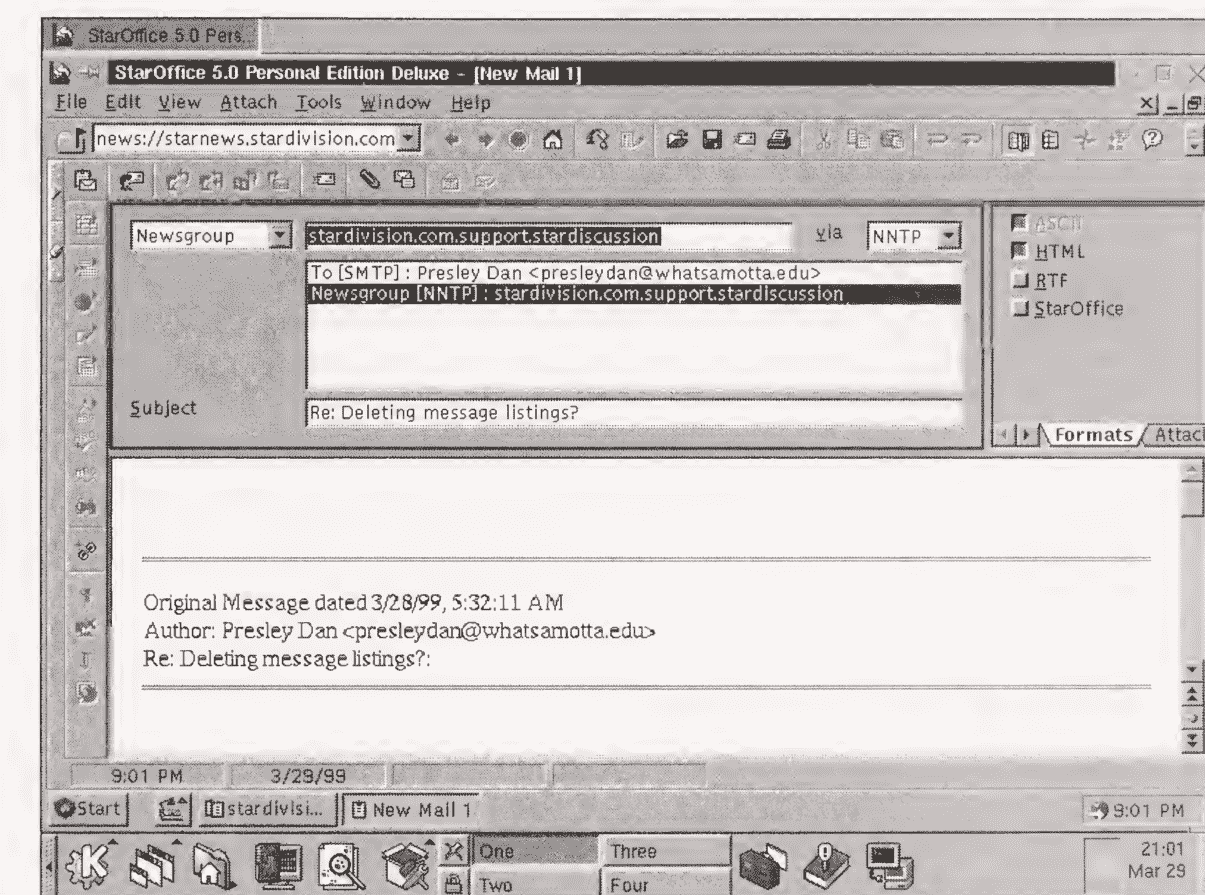 StarOffice 5.0 Pers...
StarOffice 5.0 Personal Edition Deluxe - [New Mail 1]
File Edit View Attach Tools Window Help
news://starnews.stardivision.com
Newsgroup stardivision.com.support.stardiscussion via NNTP
To [SMTP] : Presley Dan <presleydan@whatsamotta.edu>
Newsgroup [NNTP] : stardivision.com.support.stardiscussion
Subject Re: Deleting message listings?
ASCII
HTML
RTF
StarOffice
Formats Attach
Original Message dated 3/28/99, 5:32:11 AM
Author: Presley Dan <presleydan@whatsamotta.edu>
Re: Deleting message listings?:
9:01 PM 3/29/99
Start stardivisi... New Mail 1 9:01 PM
One Three
Two Four
21:01
Mar 29